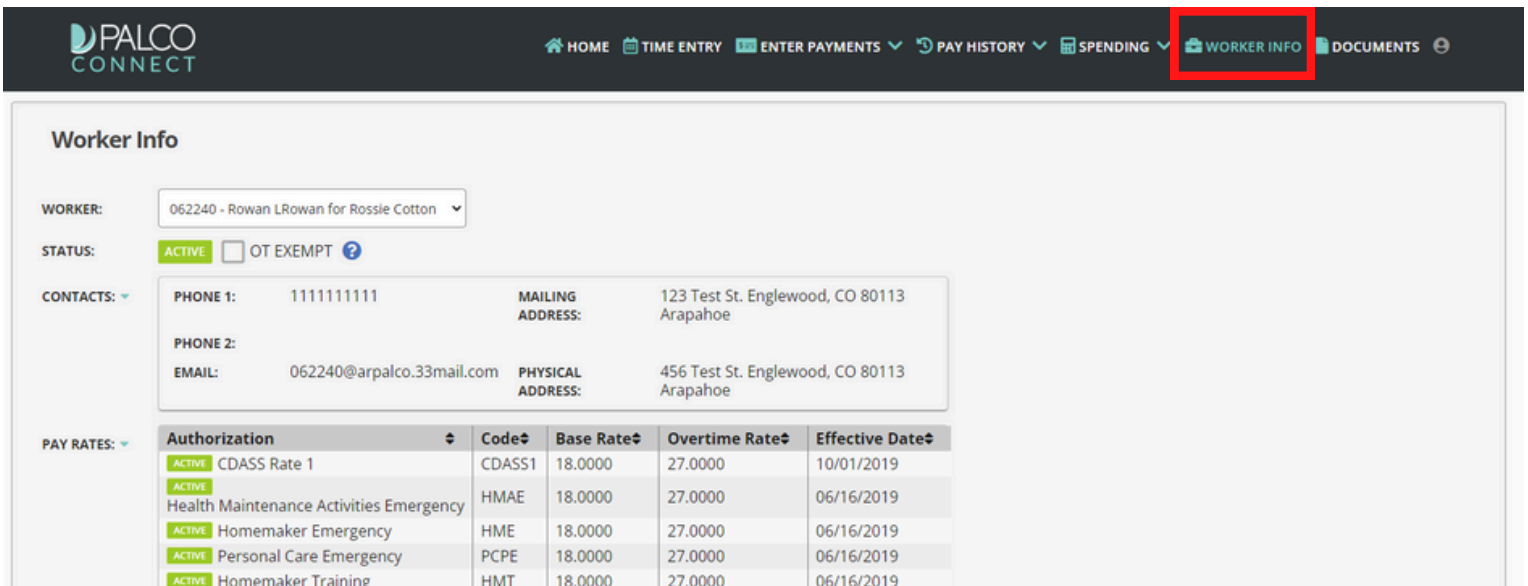 PALCO
CONNECT
HOME TIME ENTRY ENTER PAYMENTS PAY HISTORY SPENDING WORKER INFO DOCUMENTS
Worker Info
WORKER: 062240 - Rowan LRowan for Rossie Cotton
STATUS: ACTIVE OT EXEMPT ?
CONTACTS: PHONE 1: 1111111111 MAILING ADDRESS: 123 Test St. Englewood, CO 80113
Arapahoe
PHONE 2:
EMAIL: 062240@arpalco.33mail.com PHYSICAL ADDRESS: 456 Test St. Englewood, CO 80113
Arapahoe
PAY RATES: Authorization Code Base Rate Overtime Rate Effective Date
ACTIVE CDASS Rate 1 CDASS1 18.0000 27.0000 10/01/2019
ACTIVE
Health Maintenance Activities Emergency HMAE 18.0000 27.0000 06/16/2019
ACTIVE Homemaker Emergency HME 18.0000 27.0000 06/16/2019
ACTIVE Personal Care Emergency PCPE 18.0000 27.0000 06/16/2019
ACTIVE Homemaker Training HMT 18.0000 27.0000 06/16/2019